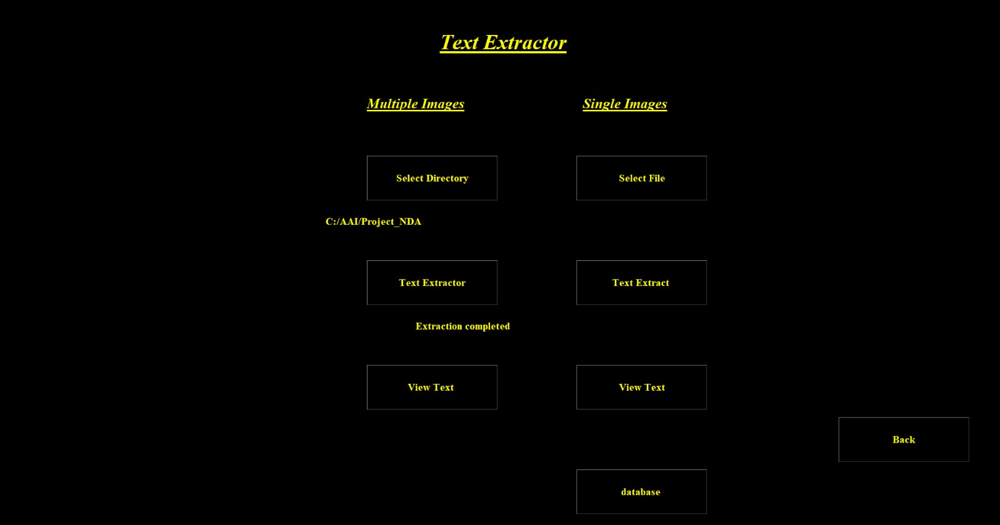 Text Extractor
Multiple Images
Single Images
Select Directory
Select File
C:/AAI/Project_NDA
Text Extractor
Text Extract
Extraction completed
View Text
View Text
Back
database